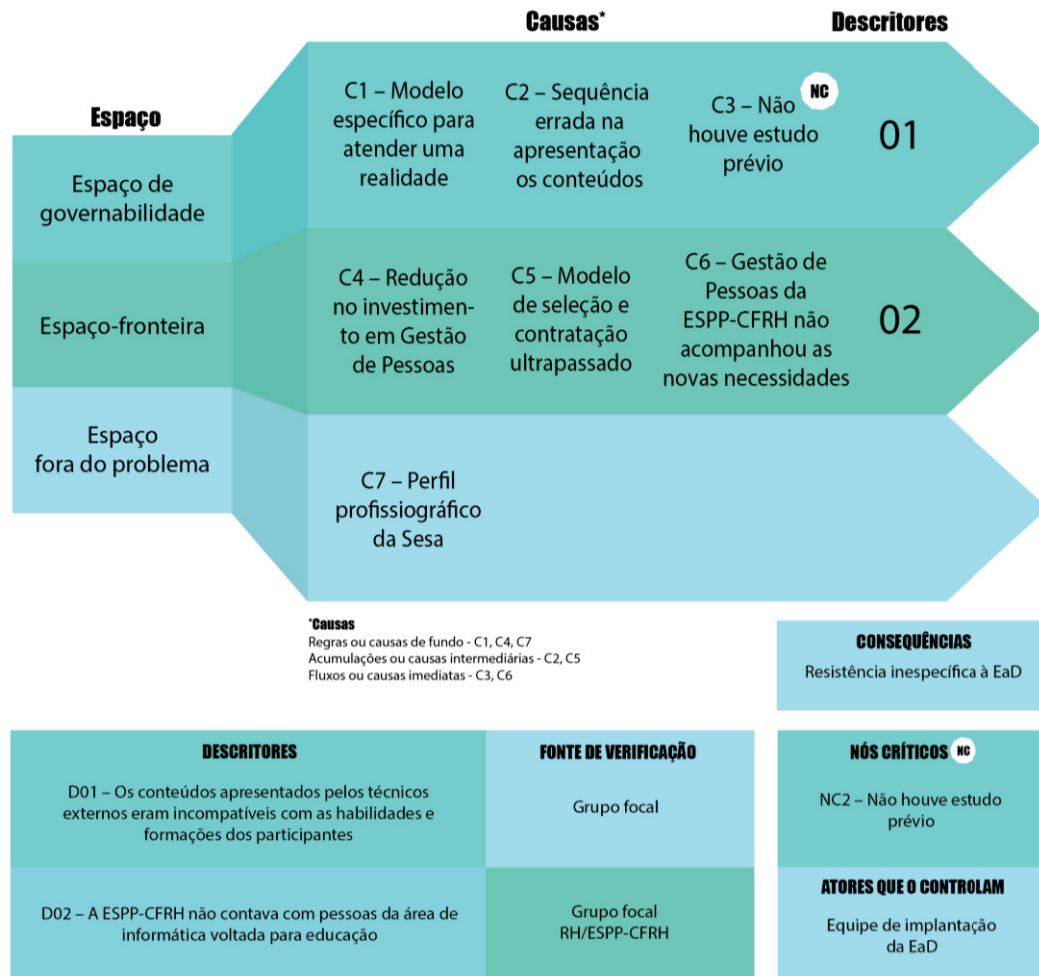 Causas*
Descritores
Espaço
Espaço de
governabilidade
C1 – Modelo
específico para
atender uma
realidade
C2 – Sequência
errada na
apresentação
os conteúdos
C3 – Não
houve estudo
prévio
NC
01
Espaço-fronteira
C4 – Redução
no investimen-
to em Gestão
de Pessoas
C5 – Modelo
de seleção e
contratação
ultrapassado
C6 – Gestão de
Pessoas da
ESPP-CFRH não
acompanhou as
novas necessidades
02
Espaço
fora do problema
C7 – Perfil
profissiográfico
da Sesa
*Causas
Regras ou causas de fundo - C1, C4, C7
Acumulações ou causas intermediárias - C2, C5
Fluxos ou causas imediatas - C3, C6
CONSEQUÊNCIAS
Resistência inespecífica à EaD
DESCRITORES
D01 – Os conteúdos apresentados pelos técnicos
externos eram incompatíveis com as habilidades e
formações dos participantes
D02 – A ESPP-CFRH não contava com pessoas da área de
informática voltada para educação
FONTE DE VERIFICAÇÃO
Grupo focal
Grupo focal
RH/ESPP-CFRH
NÓS CRÍTICOS NC
NC2 – Não houve estudo
prévio
ATORES QUE O CONTROLAM
Equipe de implantação
da EaD